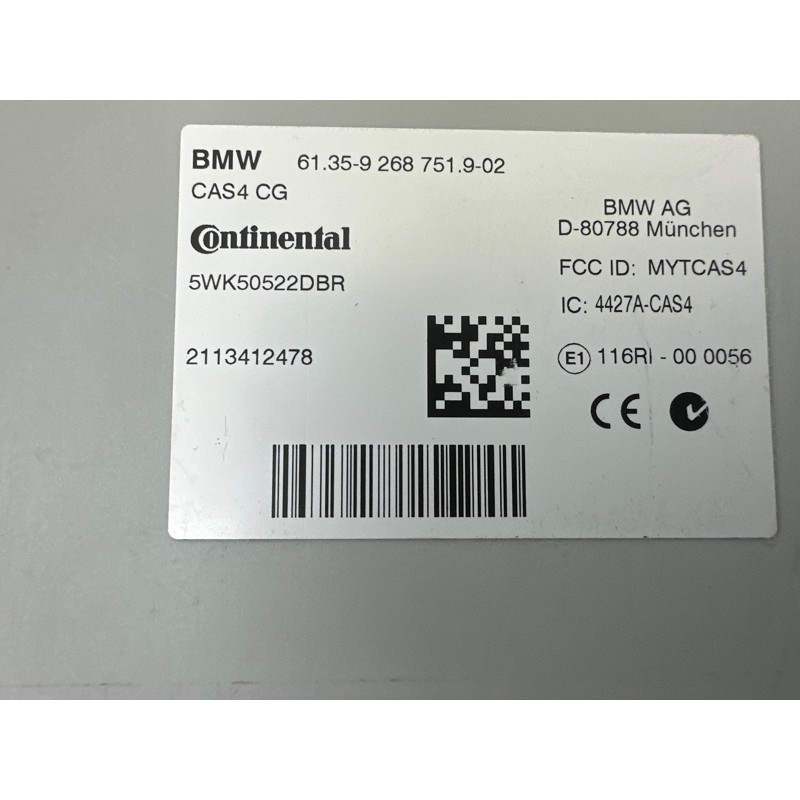 BMW 61.35-9 268 751.9-02
CAS4 CG
Continental
5WK50522DBR
2113412478
BMW AG
D-80788 München
FCC ID: MYTCAS4
IC: 4427A-CAS4
E1 116RI - 00 0056
CE